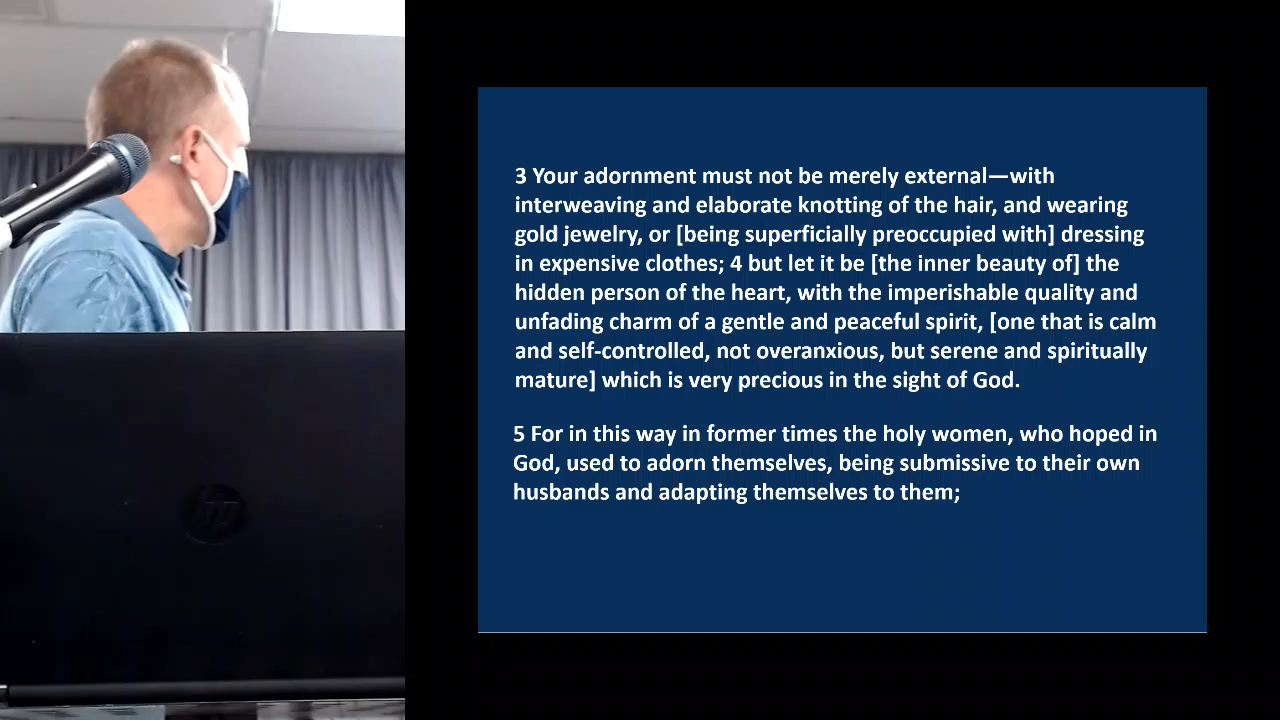 3 Your adornment must not be merely external—with
interweaving and elaborate knotting of the hair, and wearing
gold jewelry, or [being superficially preoccupied with] dressing
in expensive clothes; 4 but let it be [the inner beauty of] the
hidden person of the heart, with the imperishable quality and
unfading charm of a gentle and peaceful spirit, [one that is calm
and self-controlled, not overanxious, but serene and spiritually
mature] which is very precious in the sight of God.
5 For in this way in former times the holy women, who hoped in
God, used to adorn themselves, being submissive to their own
husbands and adapting themselves to them;
hp